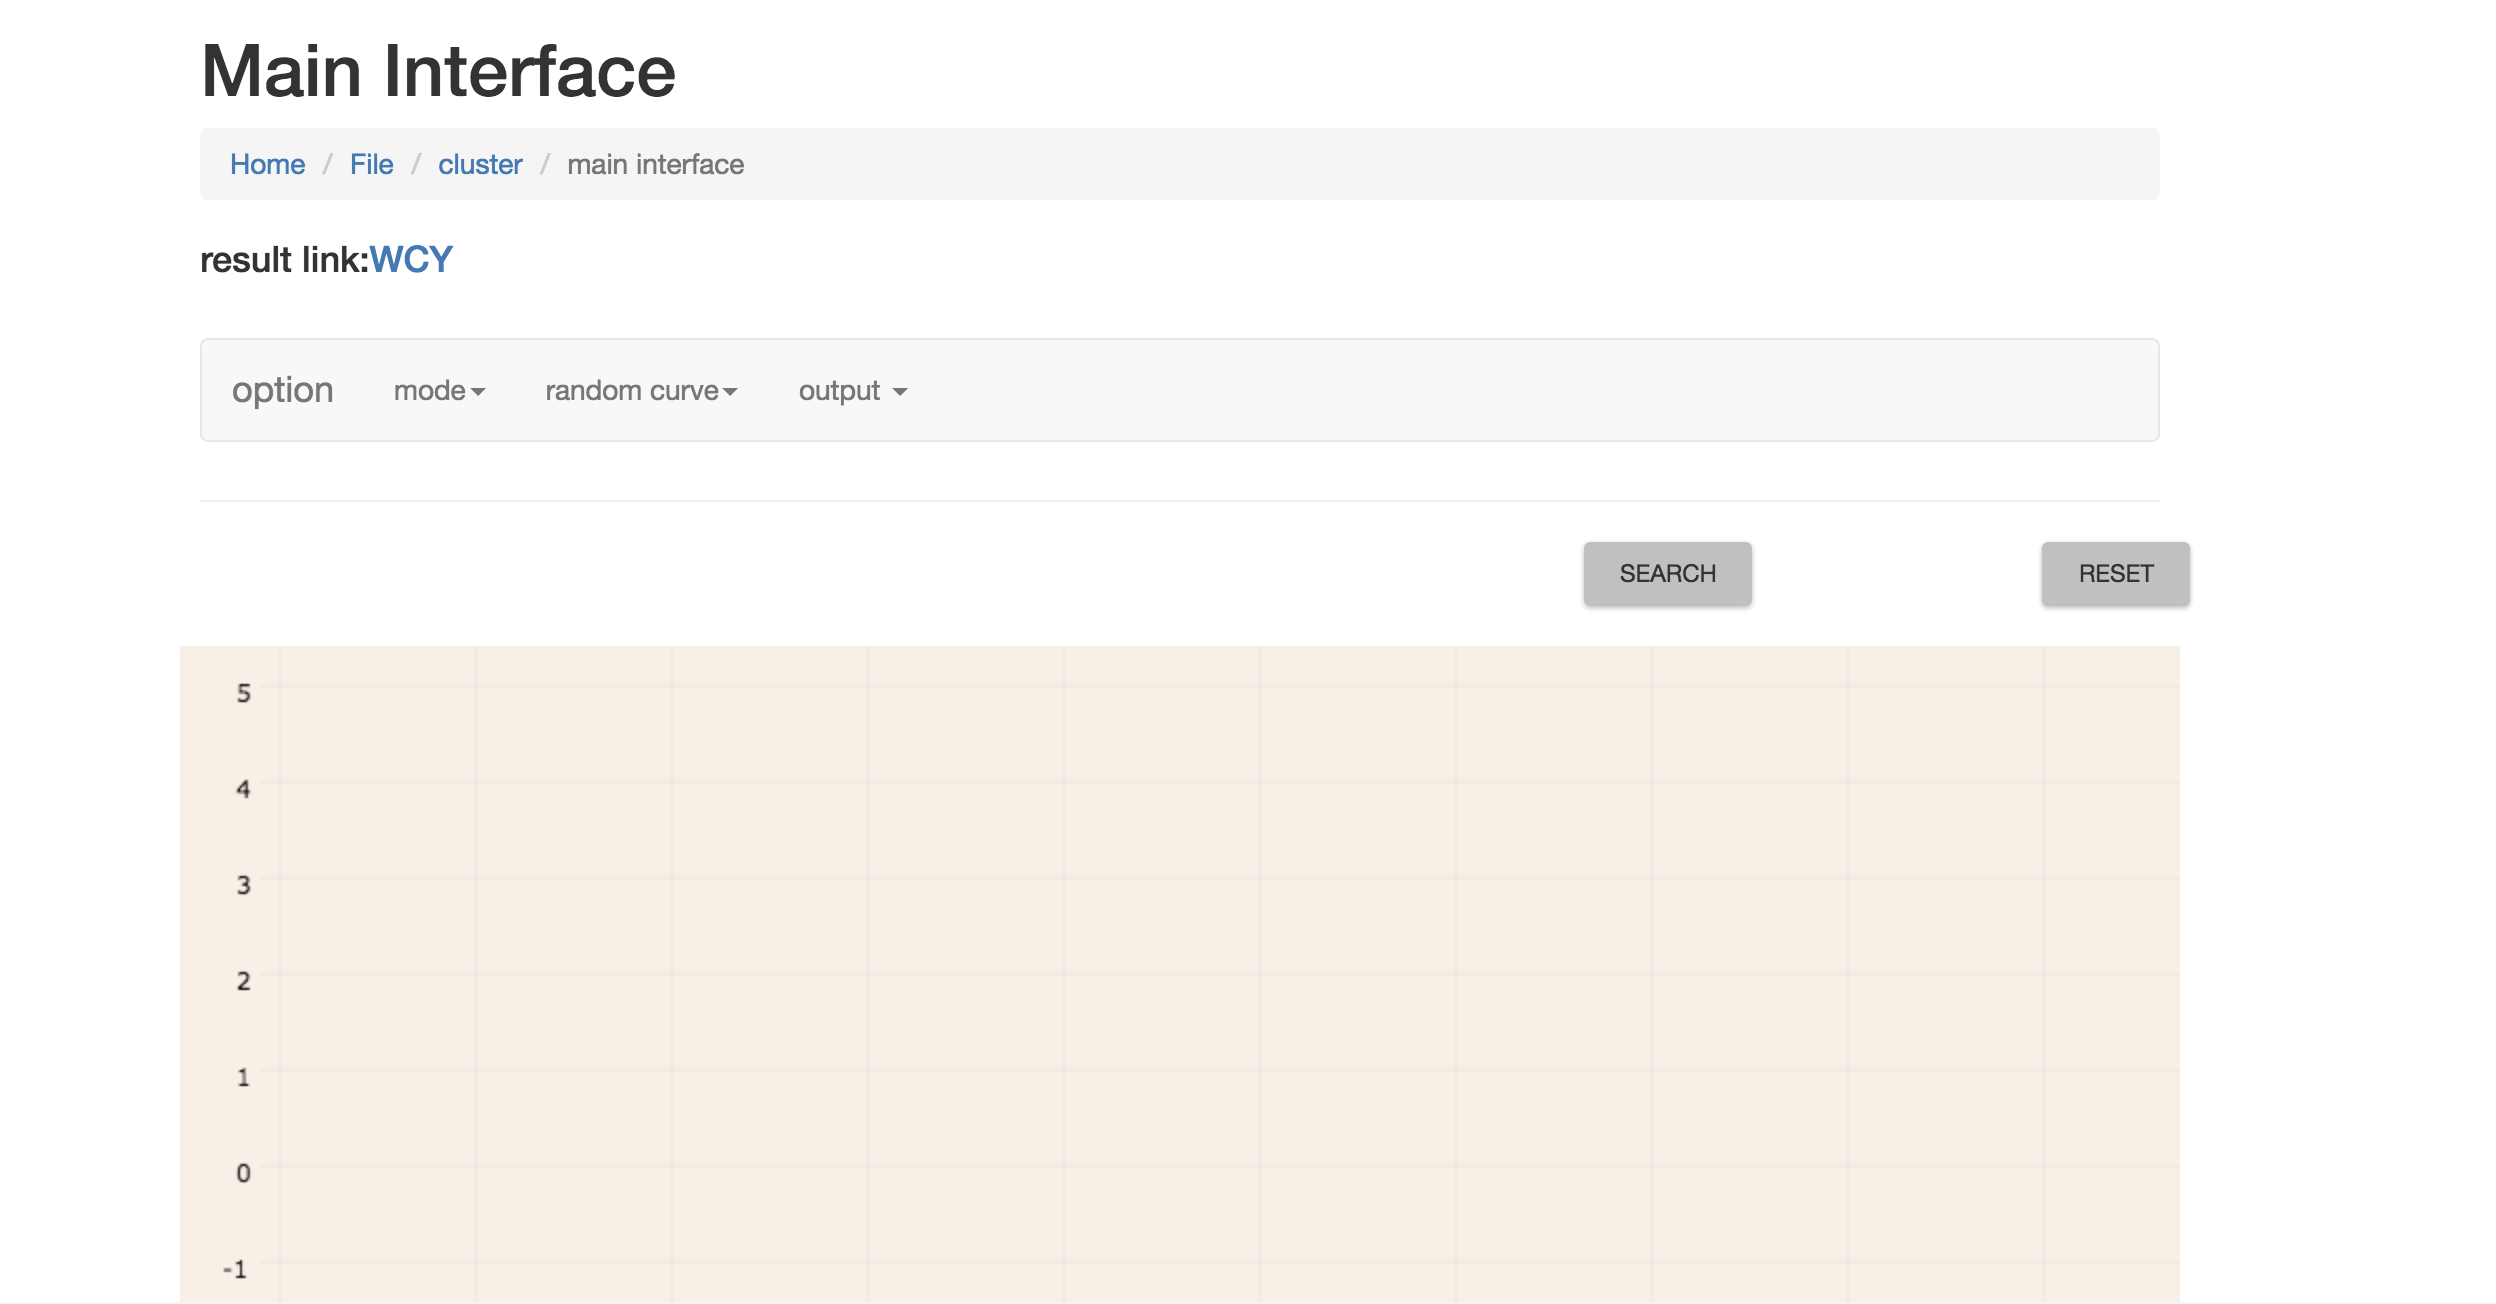 Main Interface
Home / File / cluster / main interface
result link:WCY
option mode random curve output
SEARCH RESET
5
4
3
2
1
0
-1